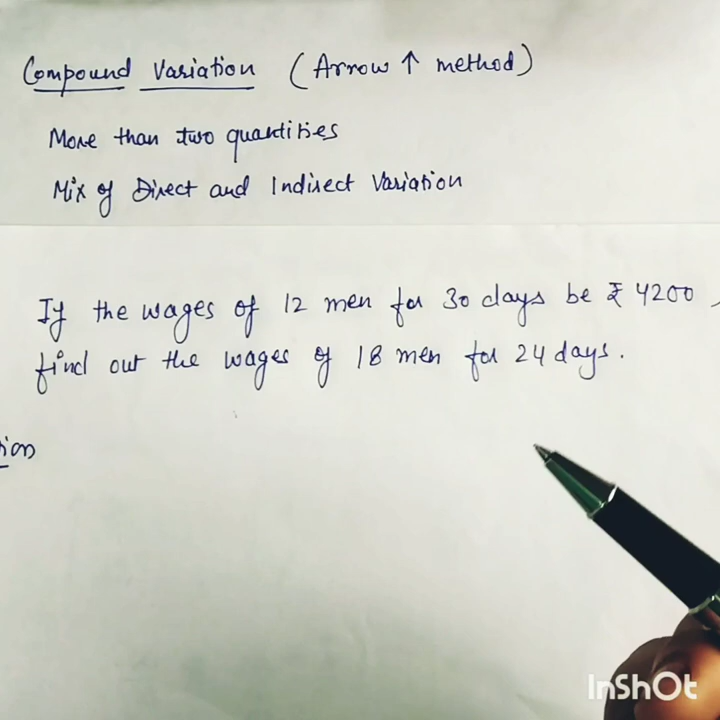 Compound Variation (Arrow ↑ method)
More than two quantities
Mix of Direct and Indirect Variation
If the wages of 12 men for 30 days be ₹ 4200,
find out the wages of 18 men for 24 days.
InShOt